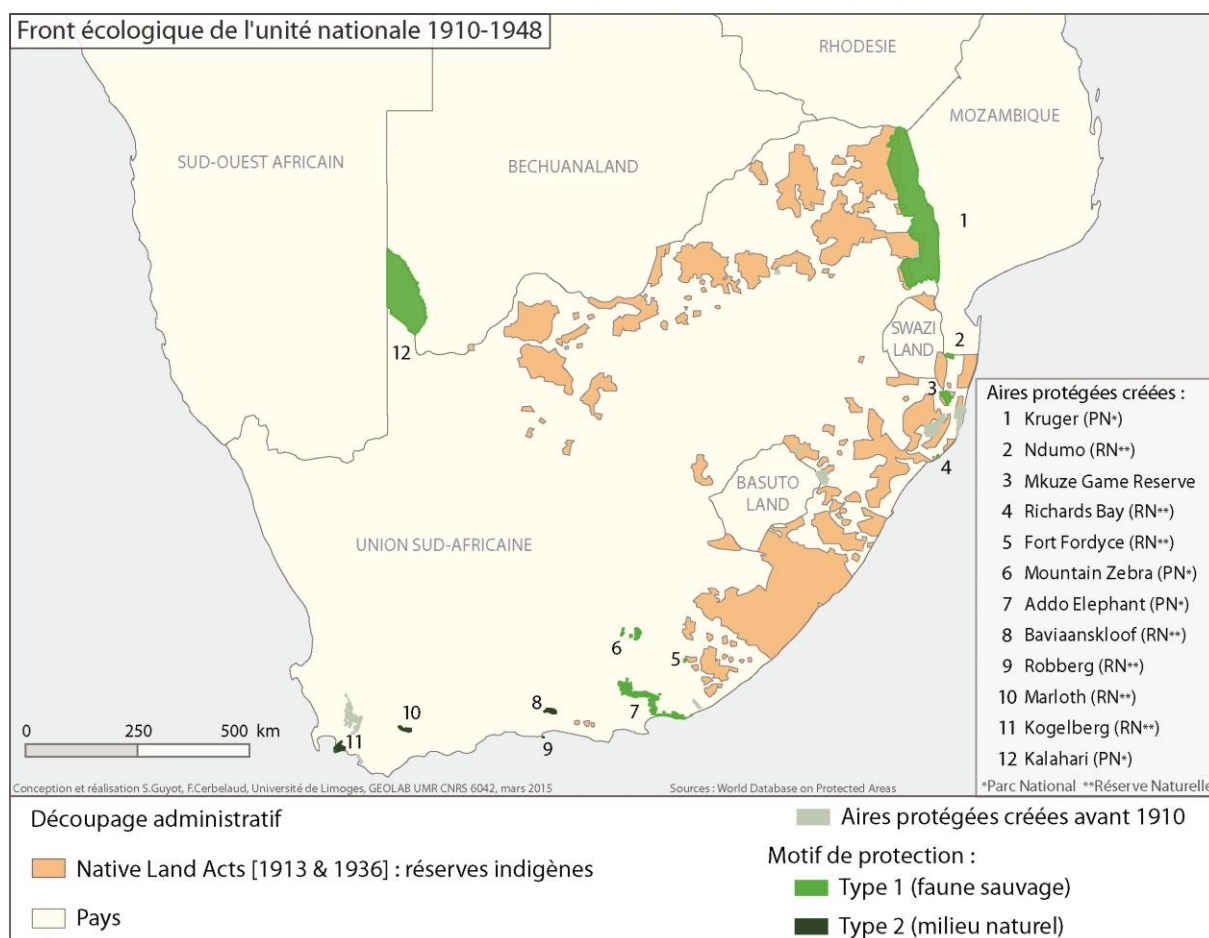 Front écologique de l'unité nationale 1910-1948
RHODESIE
MOZAMBIQUE
SUD-OUEST AFRICAIN
BECHUANALAND
1
SWAZI
LAND
2
12
3
Aires protégées créées :
1 Kruger (PN*)
2 Ndumo (RN**)
3 Mkuze Game Reserve
4 Richards Bay (RN**)
5 Fort Fordyce (RN**)
6 Mountain Zebra (PN*)
7 Addo Elephant (PN*)
8 Baviaanskloof (RN**)
9 Robberg (RN**)
10 Marloth (RN**)
11 Kogelberg (RN**)
12 Kalahari (PN*)
*Parc National **Réserve Naturelle
4
BASUTO
LAND
UNION SUD-AFRICAINE
6
5
8
7
10
11
9
0 250 500 km
Conception et réalisation S.Guyot, F.Cerbelaud, Université de Limoges, GEOLAB UMR CNRS 6042, mars 2015
Sources : World Database on Protected Areas
Découpage administratif
Native Land Acts [1913 & 1936] : réserves indigènes
Pays
Aires protégées créées avant 1910
Motif de protection :
Type 1 (faune sauvage)
Type 2 (milieu naturel)